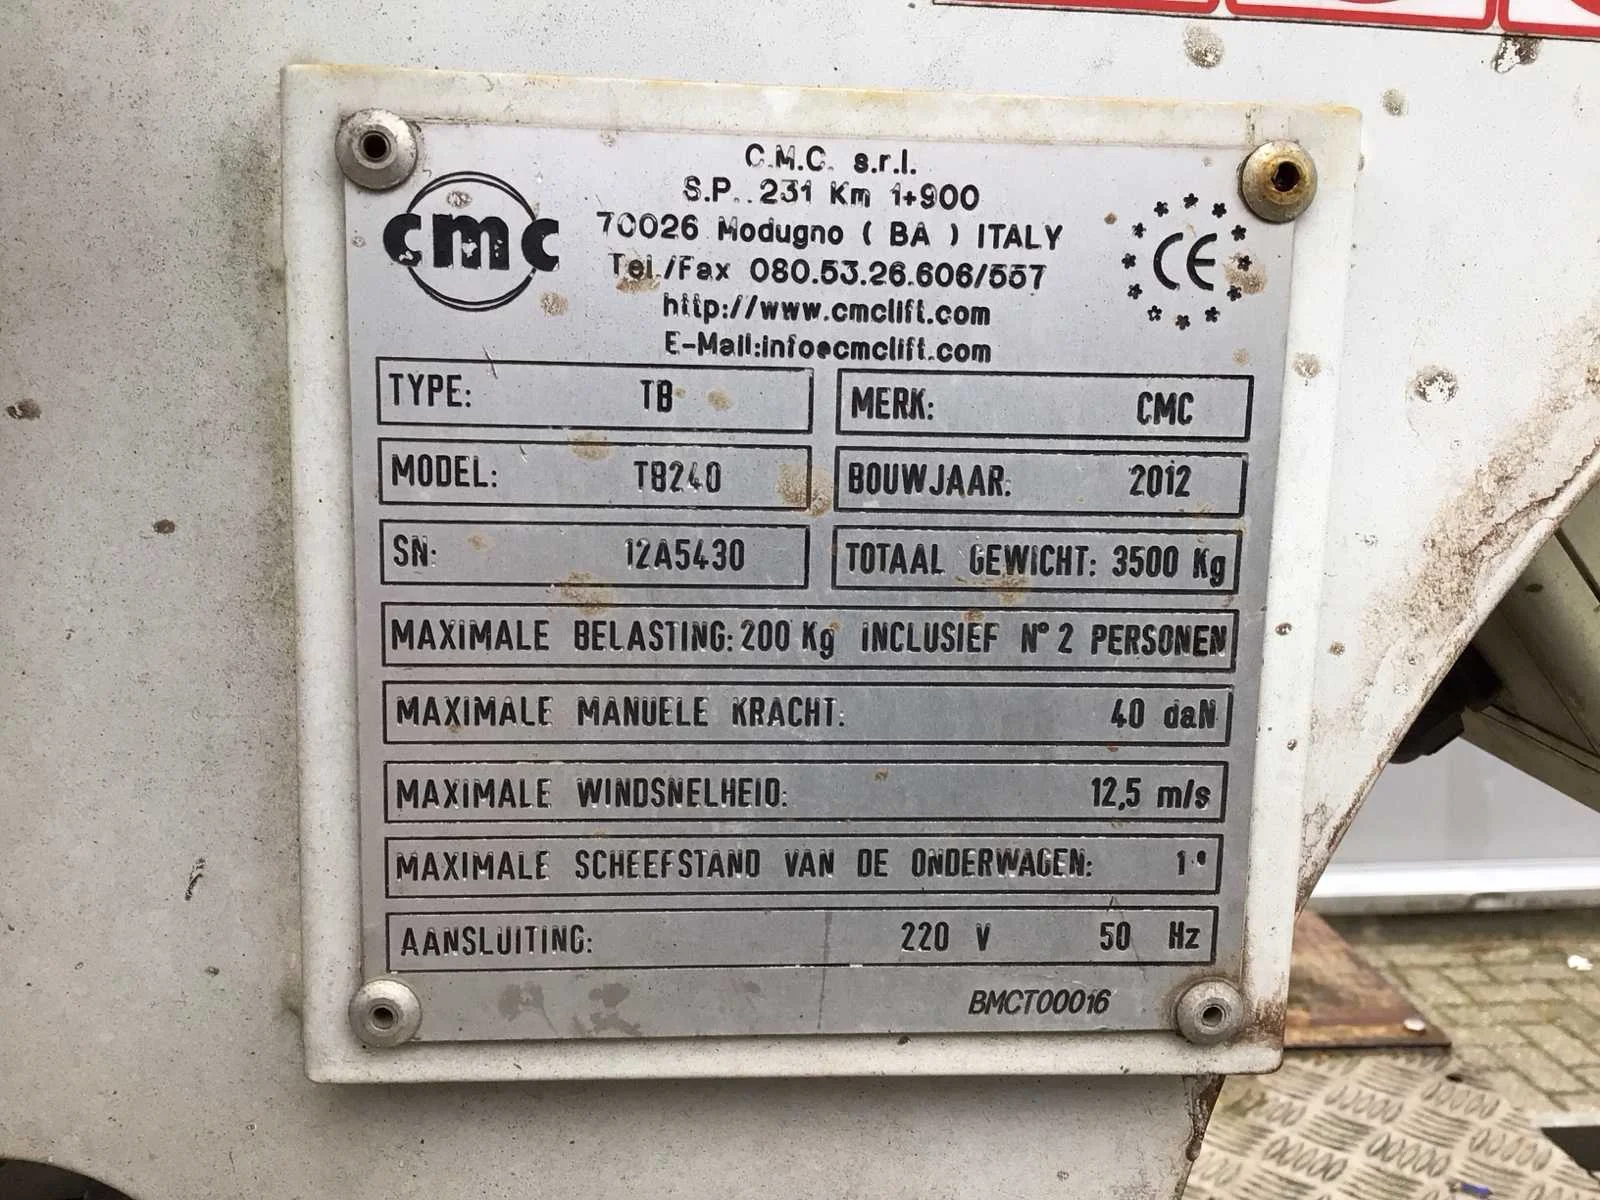 C.M.C. s.r.l.
S.P.. 231 Km 1+900
70026 Modugno ( BA ) ITALY
Tel./Fax 080.53.26.606/557
http://www.cmclift.com
E-Mail:info@cmclift.com
cmc
CE
TYPE: TB
MERK: CMC
MODEL: TB240
BOUWJAAR: 2012
SN: 12A5430
TOTAAL GEWICHT: 3500 Kg
MAXIMALE BELASTING: 200 Kg INCLUSIEF N° 2 PERSONEN
MAXIMALE MANUELE KRACHT: 40 daN
MAXIMALE WINDSNELHEID: 12,5 m/s
MAXIMALE SCHEEFSTAND VAN DE ONDERWAGEN: 1°
AANSLUITING: 220 V 50 Hz
BMCT00016